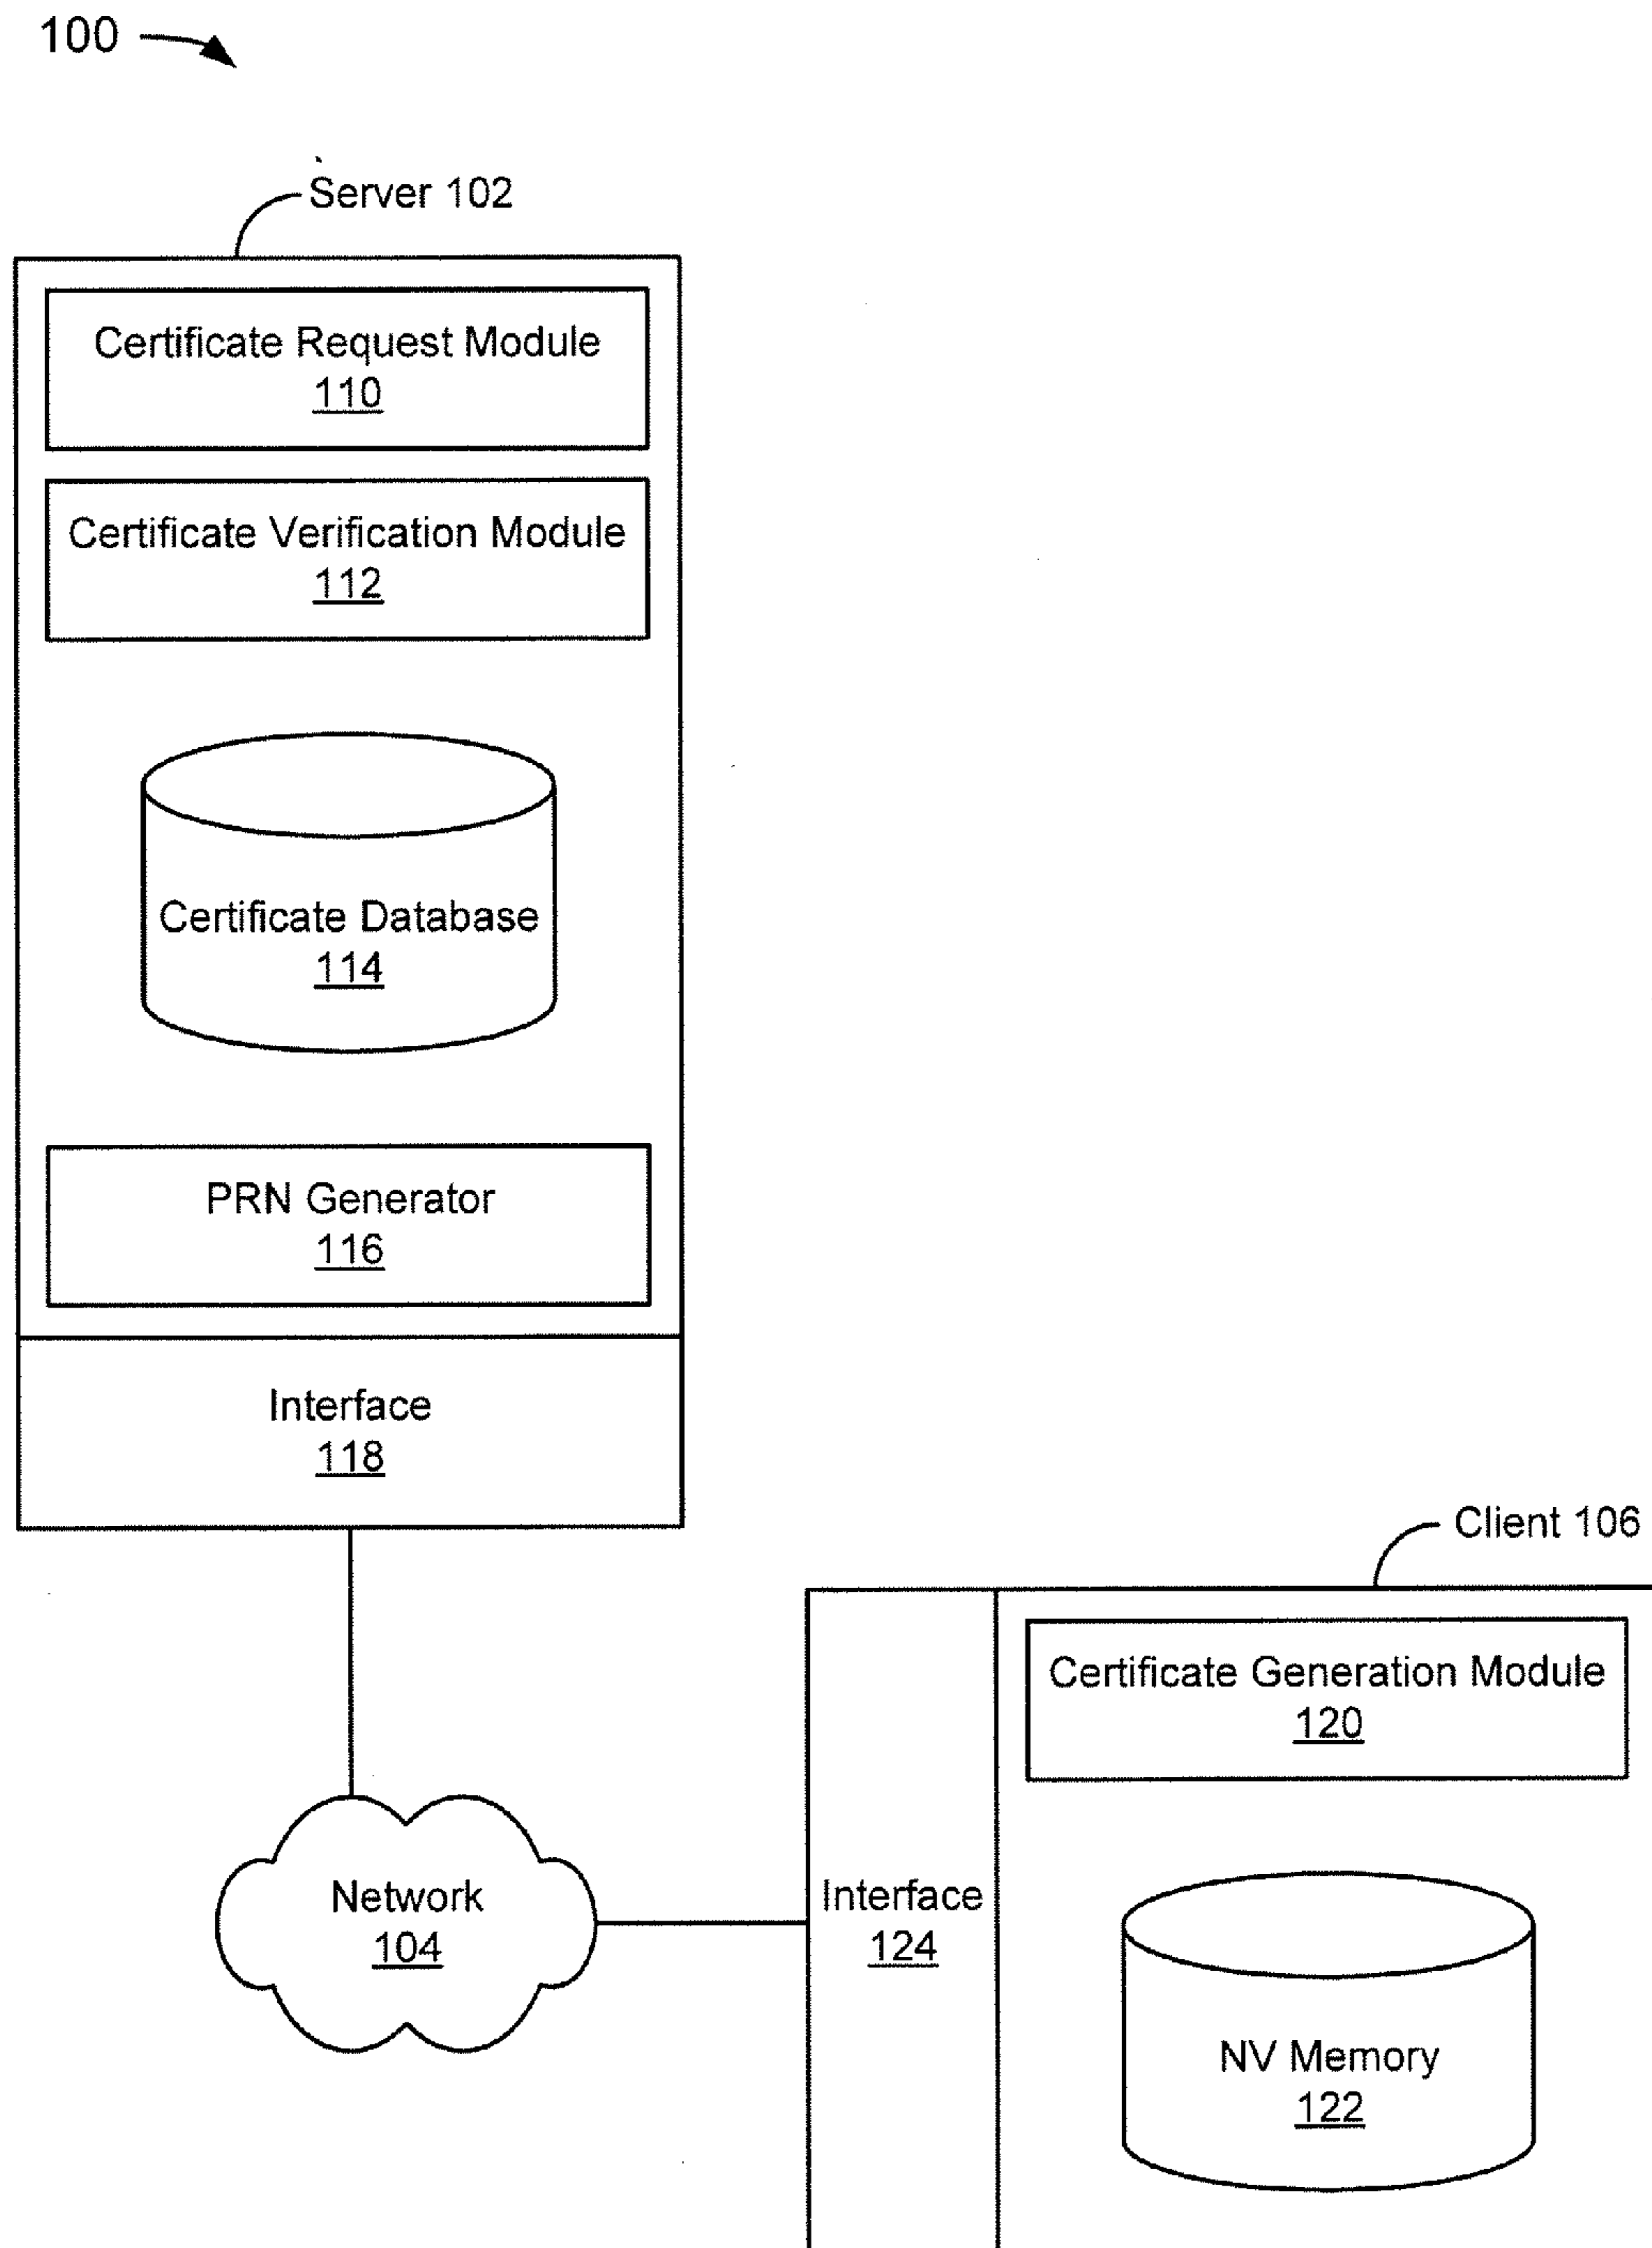 100
Server 102
Certificate Request Module
110
Certificate Verification Module
112
Certificate Database
114
PRN Generator
116
Interface
118
Client 106
Certificate Generation Module
120
Network
104
Interface
124
NV Memory
122